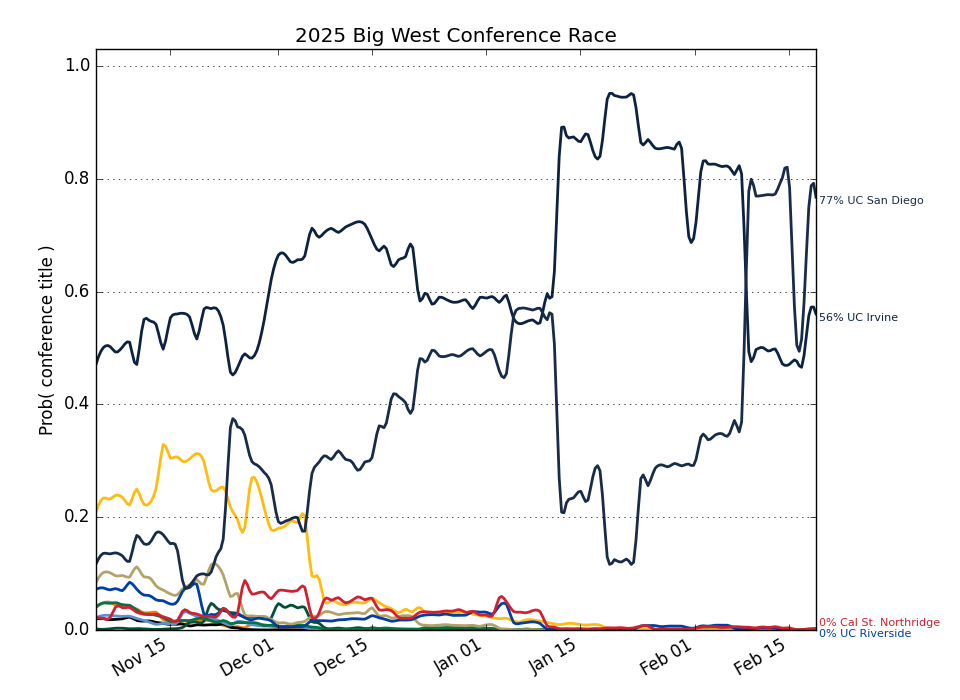 2025 Big West Conference Race
Prob( conference title )
1.0
0.8
0.6
0.4
0.2
0.0
Nov 15
Dec 01
Dec 15
Jan 01
Jan 15
Feb 01
Feb 15
77% UC San Diego
56% UC Irvine
0% Cal St. Northridge
0% UC Riverside